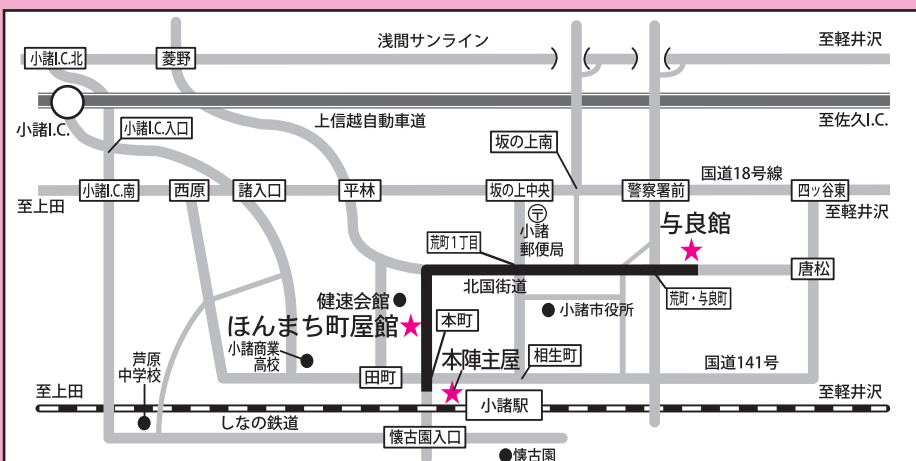 浅間サンライン
至軽井沢
小諸I.C.北
菱野
小諸I.C.
小諸I.C.入口
上信越自動車道
至佐久I.C.
坂の上南
国道18号線
小諸I.C.南
西原
諸入口
平林
坂の上中央
警察署前
四ッ谷東
至上田
至軽井沢
〒
小諸
郵便局
与良館
荒町1丁目
北国街道
唐松
荒町・与良町
健速会館
小諸市役所
ほんまち町屋館
本町
小諸商業
高校
本陣主屋
相生町
国道141号
芦原
中学校
田町
至上田
至軽井沢
小諸駅
しなの鉄道
懐古園入口
懐古園